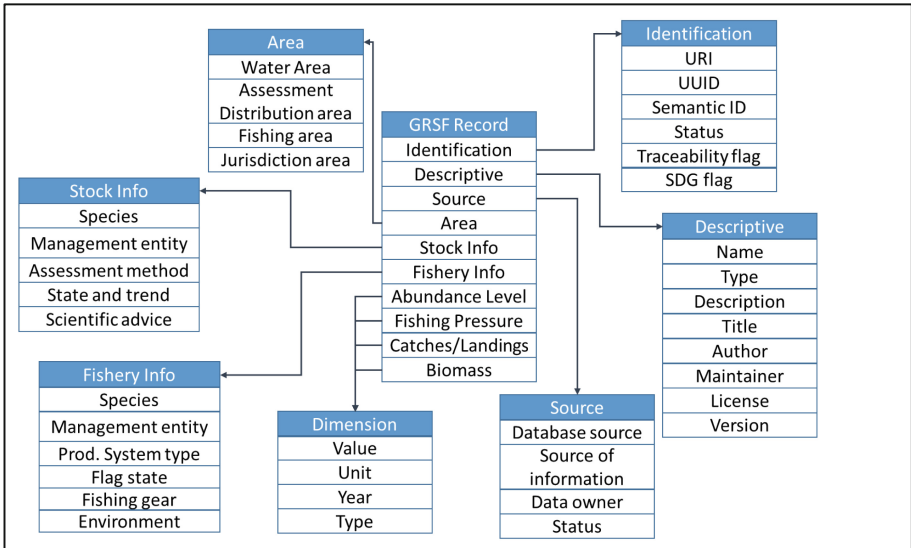 Area
Water Area
Assessment
Distribution area
Fishing area
Jurisdiction area
Identification
URI
UUID
Semantic ID
Status
Traceability flag
SDG flag
GRSF Record
Identification
Descriptive
Source
Area
Stock Info
Fishery Info
Abundance Level
Fishing Pressure
Catches/Landings
Biomass
Stock Info
Species
Management entity
Assessment method
State and trend
Scientific advice
Descriptive
Name
Type
Description
Title
Author
Maintainer
License
Version
Fishery Info
Species
Management entity
Prod. System type
Flag state
Fishing gear
Environment
Dimension
Value
Unit
Year
Type
Source
Database source
Source of
information
Data owner
Status